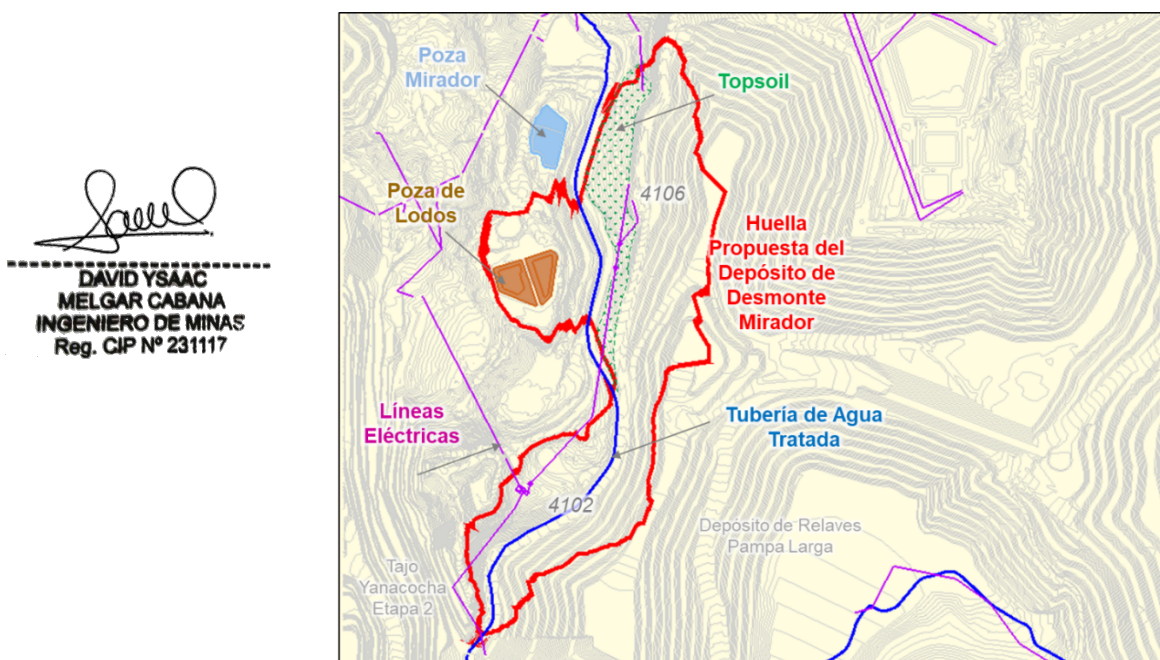 DAVID YSAAC
MELGAR CABANA
INGENIERO DE MINAS
Reg. CIP Nº 231117
Poza
Mirador
Topsoil
Poza de
Lodos
4106
Huella
Propuesta del
Depósito de
Desmonte
Mirador
Líneas
Eléctricas
Tubería de Agua
Tratada
4102
Depósito de Relaves
Pampa Larga
Tajo
Yanacocha
Etapa 2